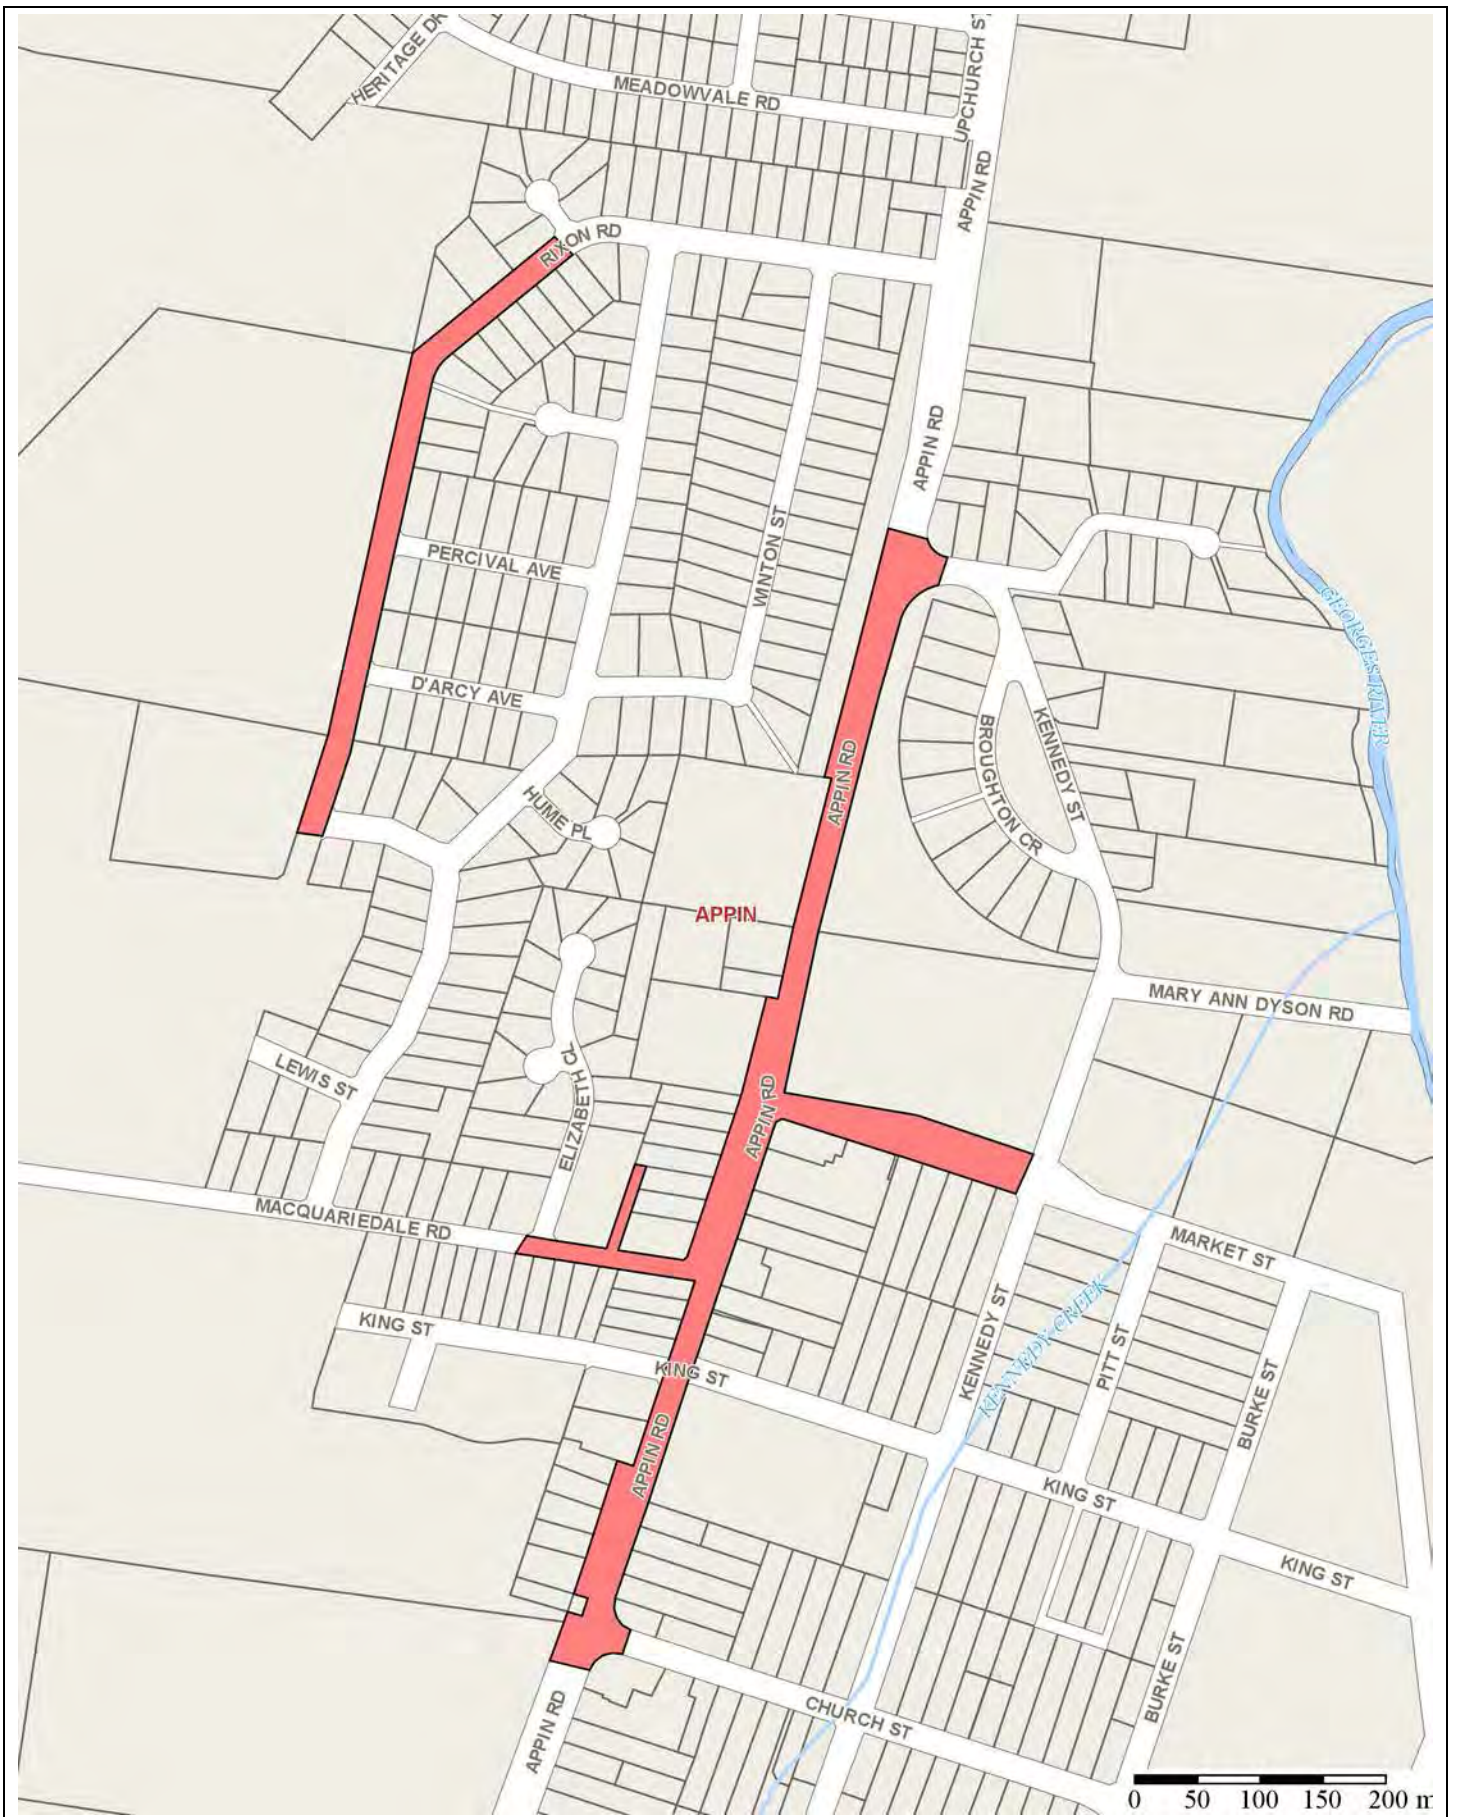 HERITAGE DR
MEADOWVALE RD
UPCHURCH ST
APPIN RD
RIXON RD
APPIN RD
WINTON ST
PERCIVAL AVE
D'ARCY AVE
GEORGES RIVER
KENNEDY ST
BROUGHTON CR
APPIN RD
HUME PL
APPIN
MARY ANN DYSON RD
LEWIS ST
ELIZABETH CL
APPIN RD
MACQUARIEDALE RD
MARKET ST
KING ST
KING ST
KENNEDY ST
KENNEDY CREEK
PITT ST
BURKE ST
APPIN RD
KING ST
KING ST
BURKE ST
CHURCH ST
APPIN RD
0 50 100 150 200 m